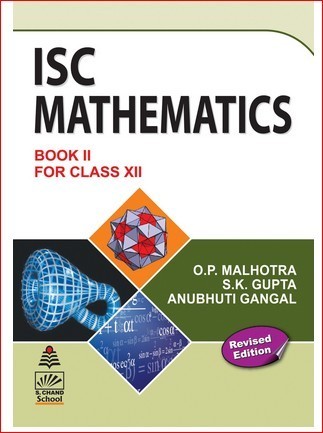 ISC
MATHEMATICS
BOOK II
FOR CLASS XII
O.P. MALHOTRA
S.K. GUPTA
ANUBHUTI GANGAL
Revised
Edition
S. CHAND
School